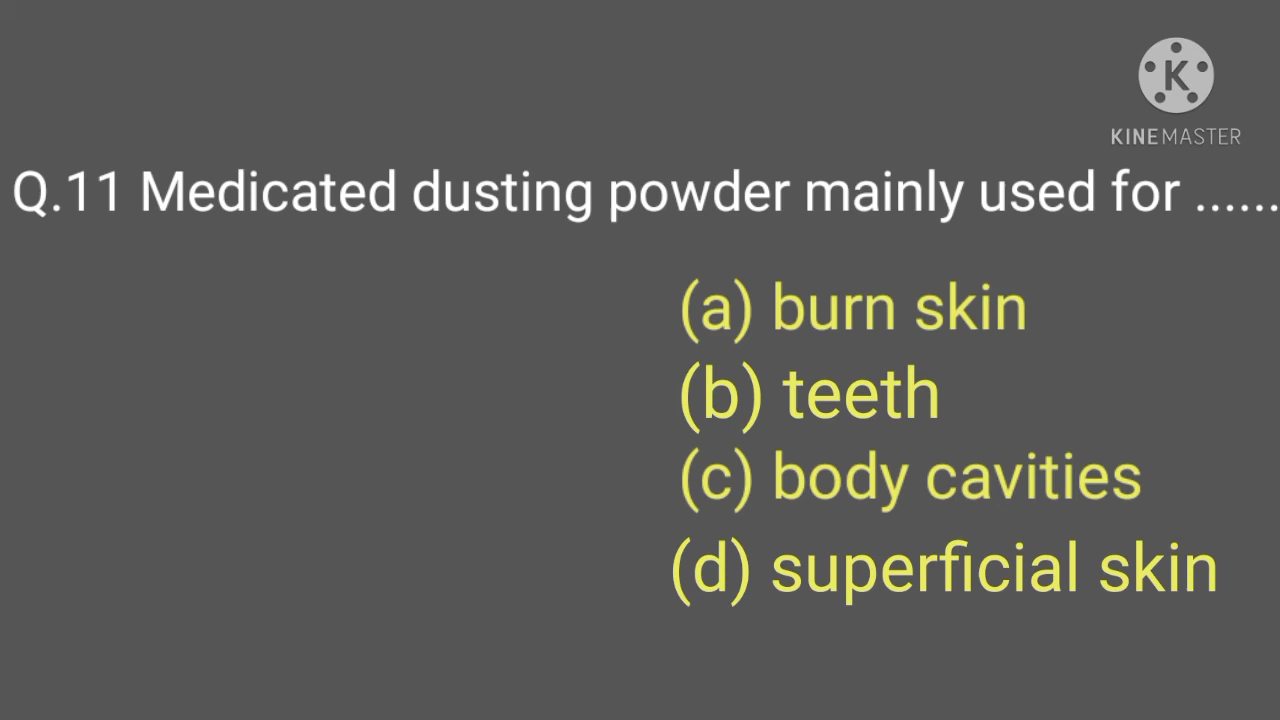 K
KINEMASTER
Q.11 Medicated dusting powder mainly used for ......
(a) burn skin
(b) teeth
(c) body cavities
(d) superficial skin